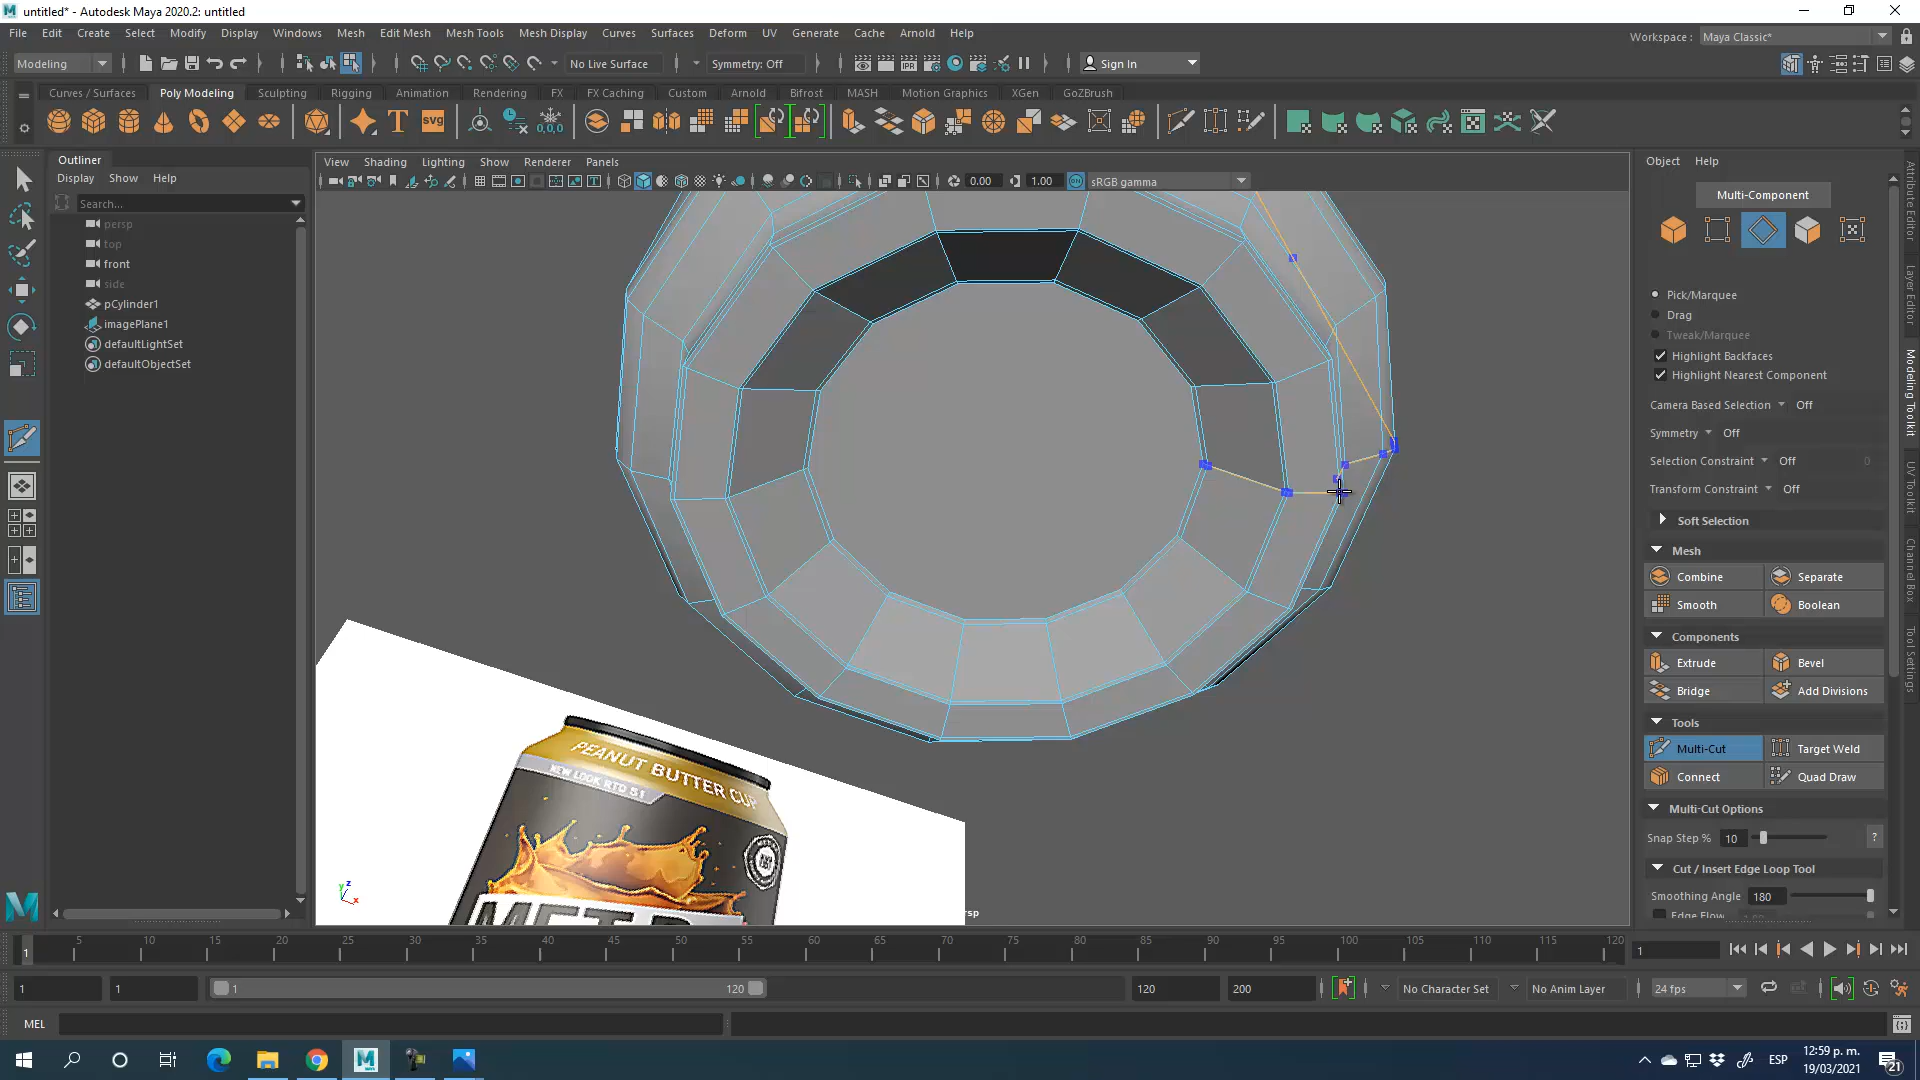 untitled* - Autodesk Maya 2020.2: untitled
File Edit Create Select Modify Display Windows Mesh Edit Mesh Mesh Tools Mesh Display Curves Surfaces Deform UV Generate Cache Arnold Help
Workspace : Maya Classic*
Modeling No Live Surface Symmetry: Off Sign In
Curves / Surfaces Poly Modeling Sculpting Rigging Animation Rendering FX FX Caching Custom Arnold Bifrost MASH Motion Graphics XGen GoZBrush
T SVG 0,0,0
Outliner
Display Show Help
Search...
persp
top
front
side
pCylinder1
imagePlane1
defaultLightSet
defaultObjectSet
View Shading Lighting Show Renderer Panels
IPR
0.00 1.00 ON sRGB gamma
PEANUT BUTTER CUP
NEW LOOK RTD 51
y z x
sp
Object Help
Multi-Component
Pick/Marquee
Drag
Tweak/Marquee
Highlight Backfaces
Highlight Nearest Component
Camera Based Selection Off
Symmetry Off
Selection Constraint Off 0
Transform Constraint Off
Soft Selection
Mesh
Combine Separate
Smooth Boolean
Components
Extrude Bevel
Bridge Add Divisions
Tools
Multi-Cut Target Weld
Connect Quad Draw
Multi-Cut Options
Snap Step % 10 ?
Cut / Insert Edge Loop Tool
Smoothing Angle 180
Edge Flow
Attribute Editor
Layer Editor
Modeling Toolkit
UV Toolkit
Channel Box
Tool Settings
1 5 10 15 20 25 30 35 40 45 50 55 60 65 70 75 80 85 90 95 100 105 110 115 120
1
1 1 1 120 120 200 No Character Set No Anim Layer 24 fps
MEL
MAYA
M
ESP
12:59 p. m.
19/03/2021
21